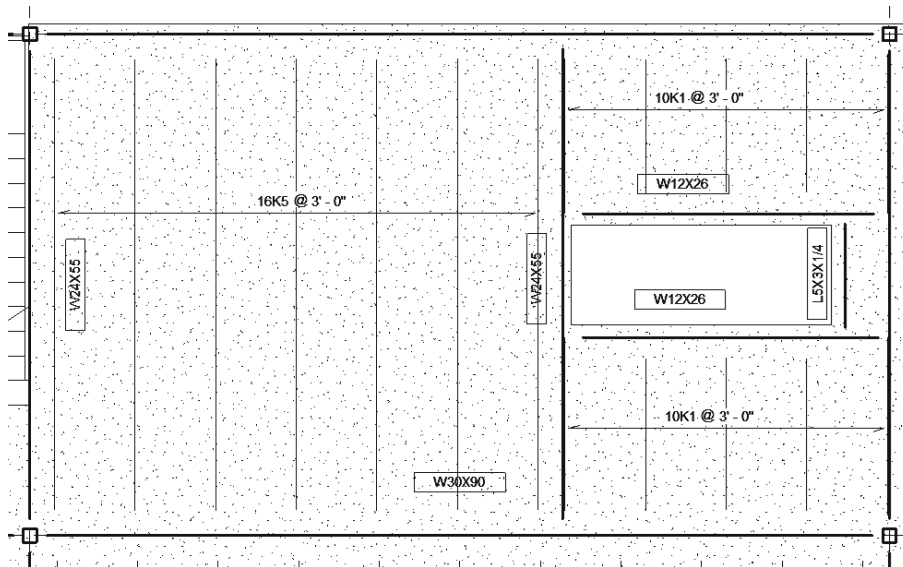 10K1 @ 3' - 0"
W12X26
16K5 @ 3' - 0"
W24X55
W24X55
L5X3X1/4
W12X26
10K1 @ 3' - 0"
W30X90